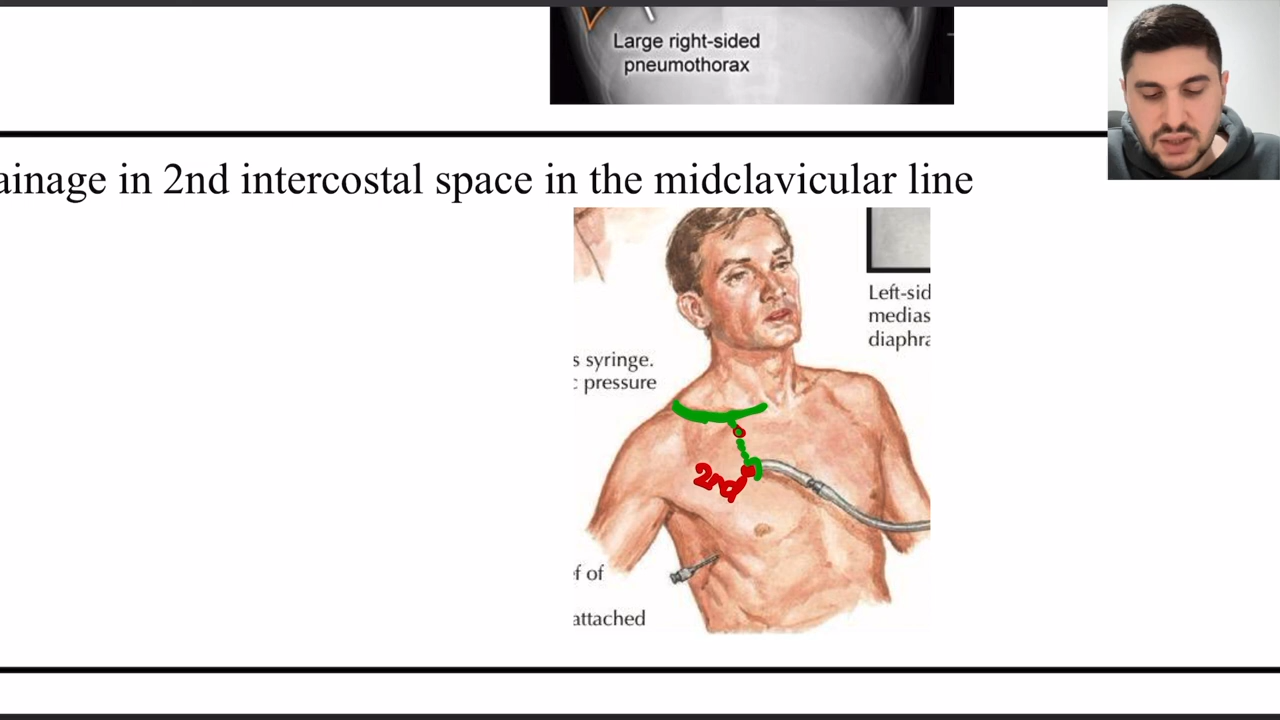 Large right-sided
pneumothorax
ainage in 2nd intercostal space in the midclavicular line
Left-sid
medias
diaphra
s syringe.
c pressure
2nd
ef of
attached